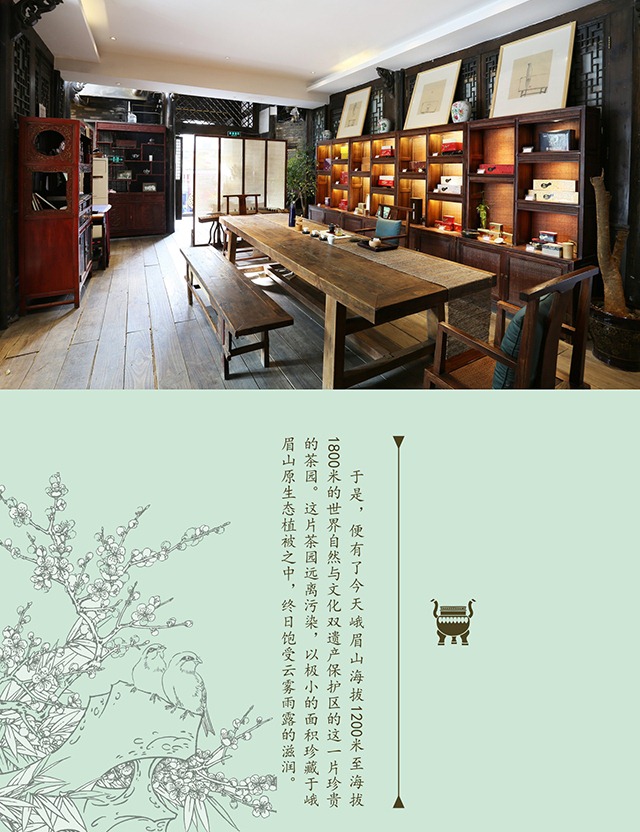 于是，便有了今天峨眉山海拔1200米至海拔
1800米的世界自然与文化双遗产保护区的这一片珍贵
的茶园。这片茶园远离污染，以极小的面积珍藏于峨
眉山原生态植被之中，终日饱受云雾雨露的滋润。